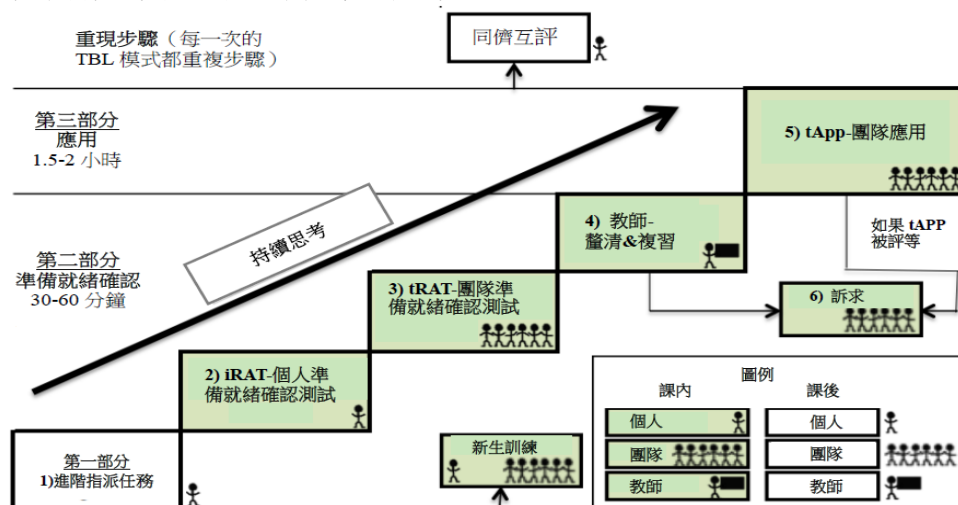 重現步驟（每一次的
TBL 模式都重複步驟）
同儕互評
第三部分
應用
1.5-2 小時
5) tApp-團隊應用
持續思考
4) 教師-
釐清&複習
如果 tAPP
被評等
第二部分
準備就緒確認
30-60 分鐘
3) tRAT-團隊準
備就緒確認測試
6) 訴求
2) iRAT-個人準
備就緒確認測試
圖例
課內
課後
個人
個人
團隊
團隊
教師
教師
新生訓練
第一部分
1)進階指派任務